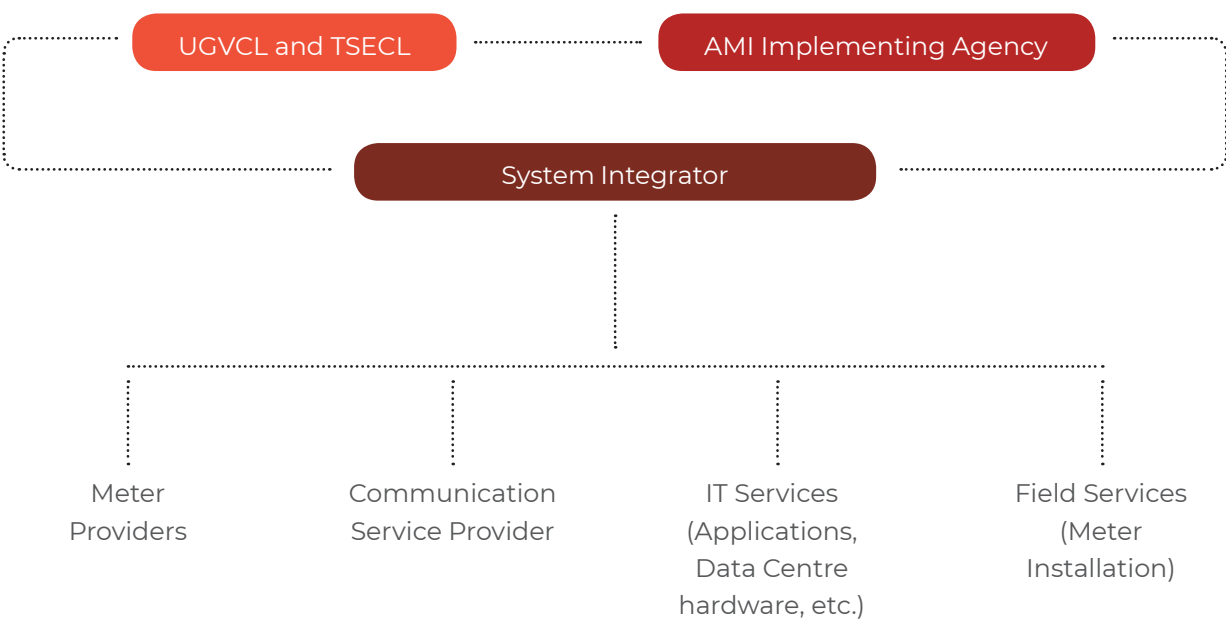 UGVCL and TSECL
AMI Implementing Agency
System Integrator
Meter
Providers
Communication
Service Provider
IT Services
(Applications,
Data Centre
hardware, etc.)
Field Services
(Meter
Installation)